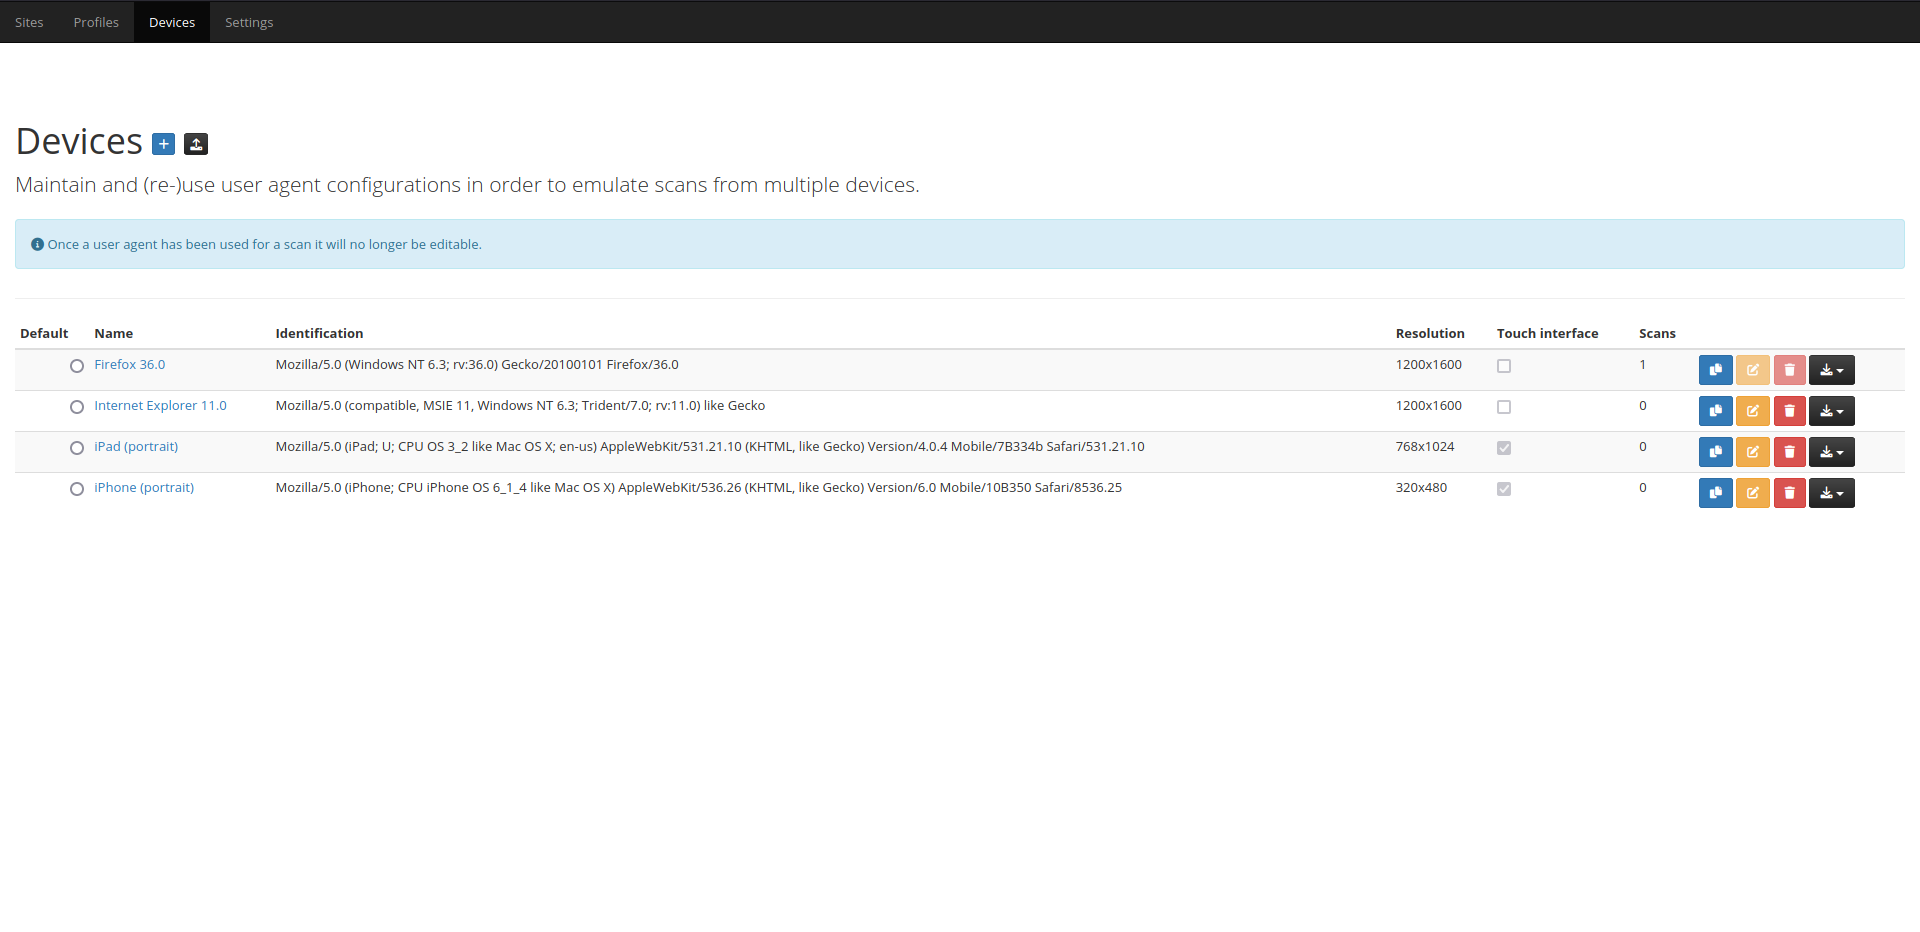 Sites Profiles Devices Settings
Devices
Maintain and (re-)use user agent configurations in order to emulate scans from multiple devices.
Once a user agent has been used for a scan it will no longer be editable.
Default Name Identification Resolution Touch interface Scans
Firefox 36.0 Mozilla/5.0 (Windows NT 6.3; rv:36.0) Gecko/20100101 Firefox/36.0 1200x1600 1
Internet Explorer 11.0 Mozilla/5.0 (compatible, MSIE 11, Windows NT 6.3; Trident/7.0; rv:11.0) like Gecko 1200x1600 0
iPad (portrait) Mozilla/5.0 (iPad; U; CPU OS 3_2 like Mac OS X; en-us) AppleWebKit/531.21.10 (KHTML, like Gecko) Version/4.0.4 Mobile/7B334b Safari/531.21.10 768x1024 0
iPhone (portrait) Mozilla/5.0 (iPhone; CPU iPhone OS 6_1_4 like Mac OS X) AppleWebKit/536.26 (KHTML, like Gecko) Version/6.0 Mobile/10B350 Safari/8536.25 320x480 0